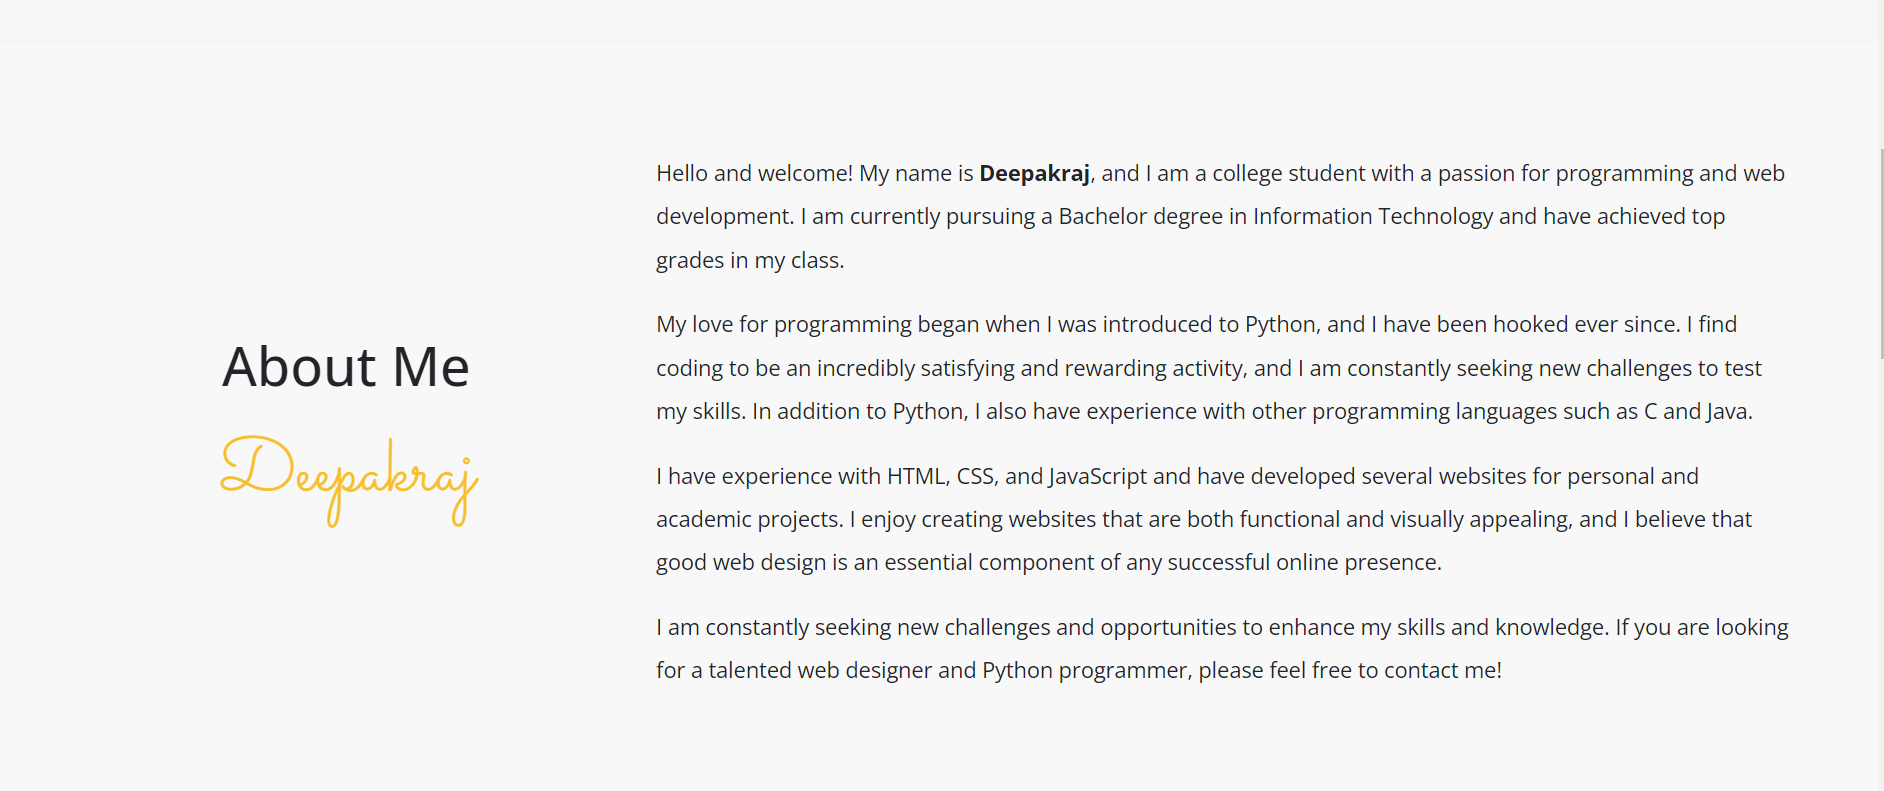 About Me
Deepakraj
Hello and welcome! My name is Deepakraj, and I am a college student with a passion for programming and web
development. I am currently pursuing a Bachelor degree in Information Technology and have achieved top
grades in my class.
My love for programming began when I was introduced to Python, and I have been hooked ever since. I find
coding to be an incredibly satisfying and rewarding activity, and I am constantly seeking new challenges to test
my skills. In addition to Python, I also have experience with other programming languages such as C and Java.
I have experience with HTML, CSS, and JavaScript and have developed several websites for personal and
academic projects. I enjoy creating websites that are both functional and visually appealing, and I believe that
good web design is an essential component of any successful online presence.
I am constantly seeking new challenges and opportunities to enhance my skills and knowledge. If you are looking
for a talented web designer and Python programmer, please feel free to contact me!